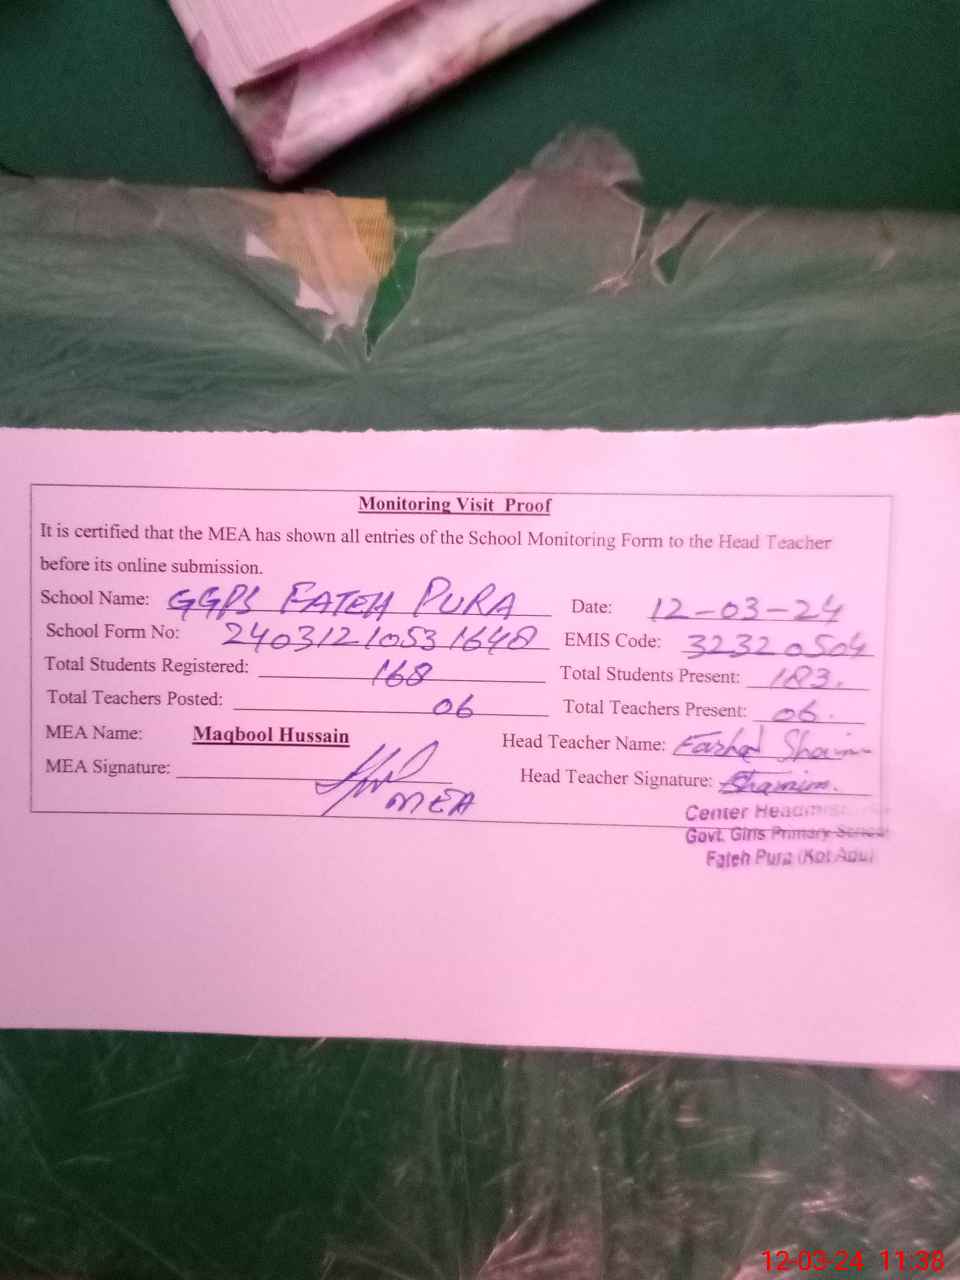 Monitoring Visit Proof
It is certified that the MEA has shown all entries of the School Monitoring Form to the Head Teacher
before its online submission.
School Name: GGPS FATEH PURA Date: 12-03-24
School Form No: 24031210531648 EMIS Code: 32320504
Total Students Registered: 168 Total Students Present: 183.
Total Teachers Posted: 06 Total Teachers Present: 06.
MEA Name: Maqbool Hussain Head Teacher Name:
MEA Signature: MEA Head Teacher Signature: Shamim.
Center
Govt. Girls Primary School
Fateh Pura (Kot Adu)
12-03-24 11:38